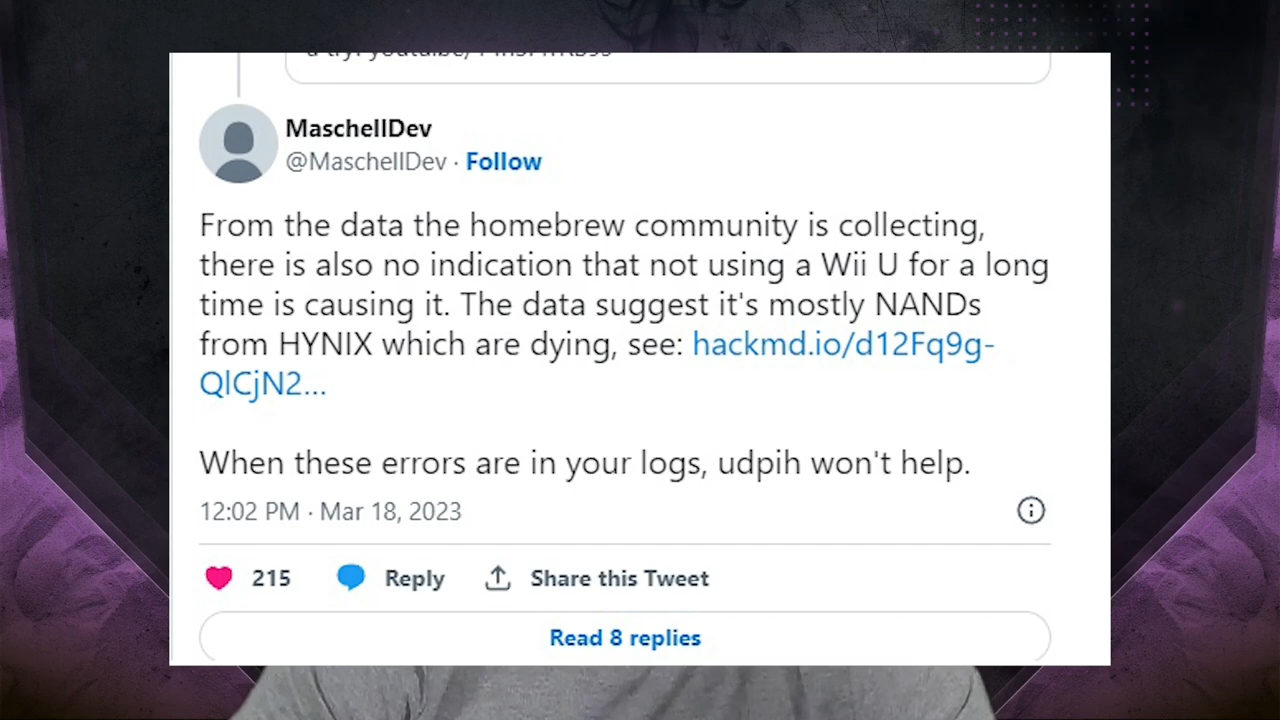 MaschellDev
@MaschellDev · Follow
From the data the homebrew community is collecting,
there is also no indication that not using a Wii U for a long
time is causing it. The data suggest it's mostly NANDs
from HYNIX which are dying, see: hackmd.io/d12Fq9g-
QlCjN2...
When these errors are in your logs, udpih won't help.
12:02 PM · Mar 18, 2023
215 Reply Share this Tweet
Read 8 replies